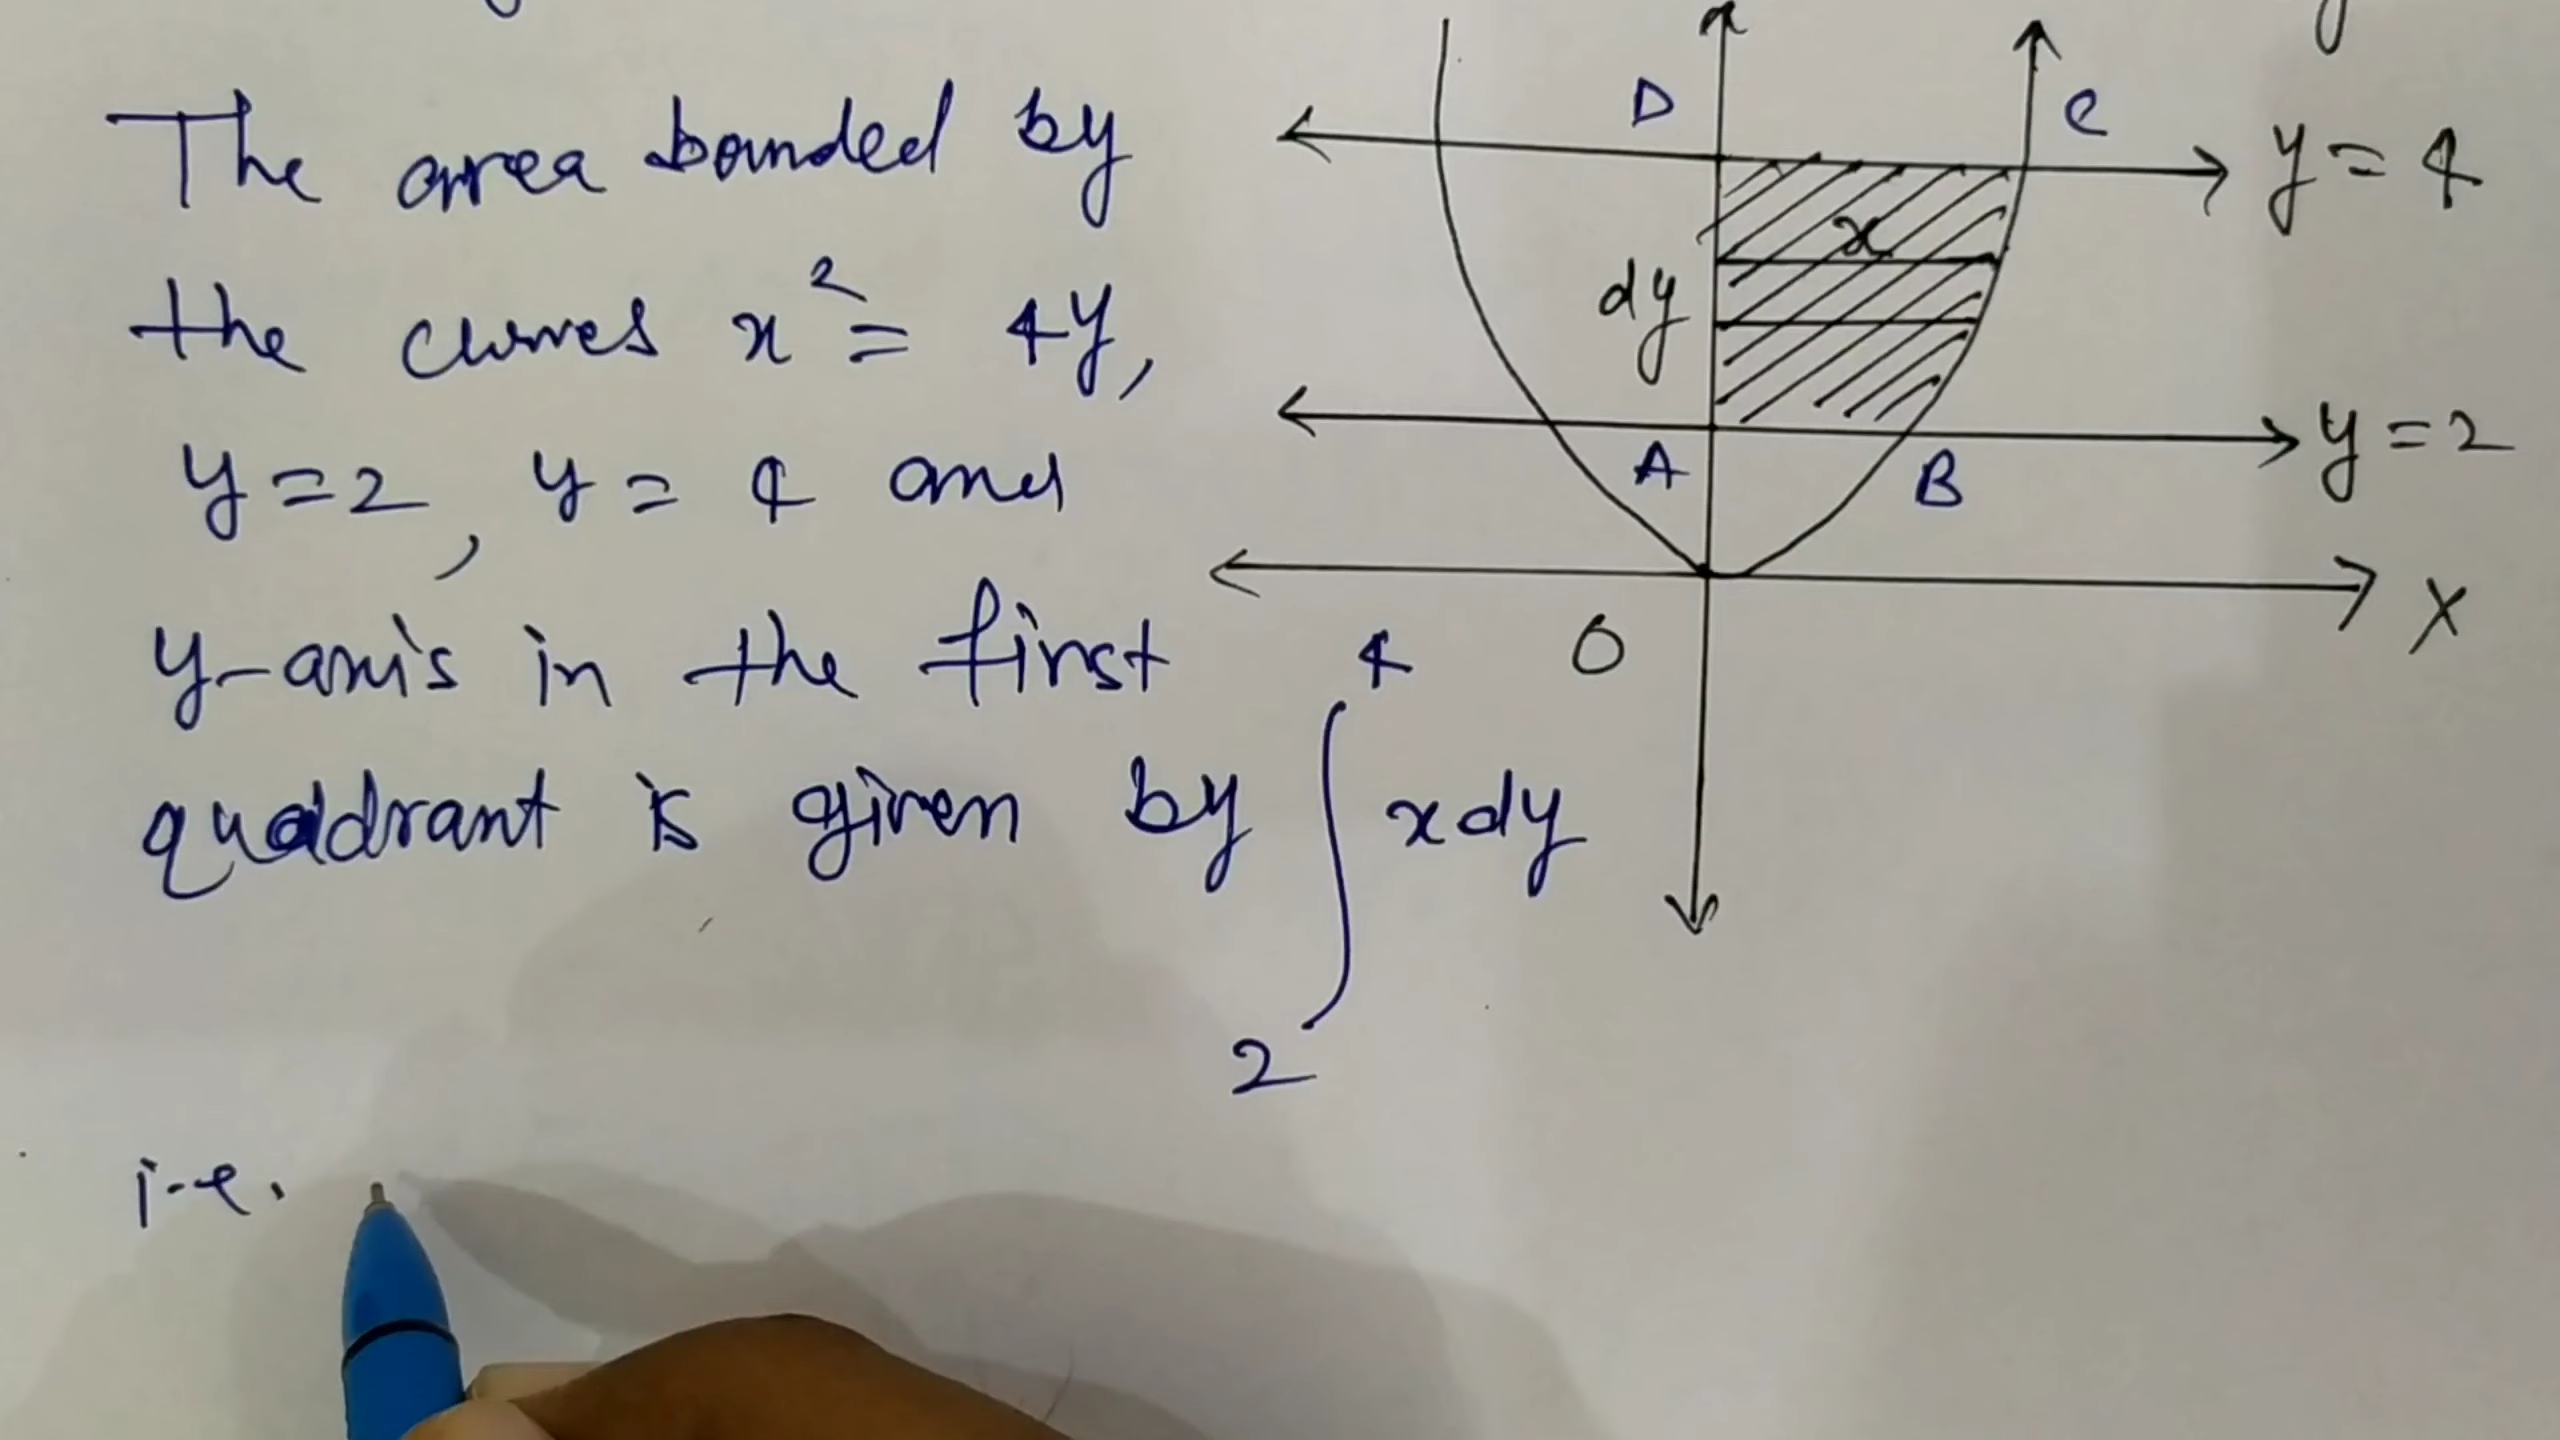 The area bounded by
the curves x² = 4y,
y = 2, y = 4 and
y-axis in the first
quadrant is given by ∫₂⁴ x dy
i.e.
D
C
y = 4
x
dy
A
B
y = 2
O
X